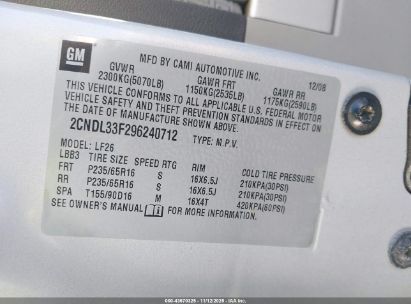 GM
MFD BY CAMI AUTOMOTIVE INC.
GVWR GAWR FRT GAWR RR 12/08
2300KG(5070LB) 1150KG(2535LB) 1175KG(2590LB)
THIS VEHICLE CONFORMS TO ALL APPLICABLE U.S. FEDERAL MOTOR
VEHICLE SAFETY AND THEFT PREVENTION STANDARDS IN EFFECT ON
THE DATE OF MANUFACTURE SHOWN ABOVE.
2CNDL33F296240712 TYPE: M.P.V.
MODEL: LF26
LBB3 TIRE SIZE SPEED RTG RIM COLD TIRE PRESSURE
FRT P235/65R16 S 16X6.5J 210KPA(30PSI)
RR P235/65R16 S 16X6.5J 210KPA(30PSI)
SPA T155/90D16 M 16X4T 420KPA(60PSI)
SEE OWNER'S MANUAL FOR MORE INFORMATION.